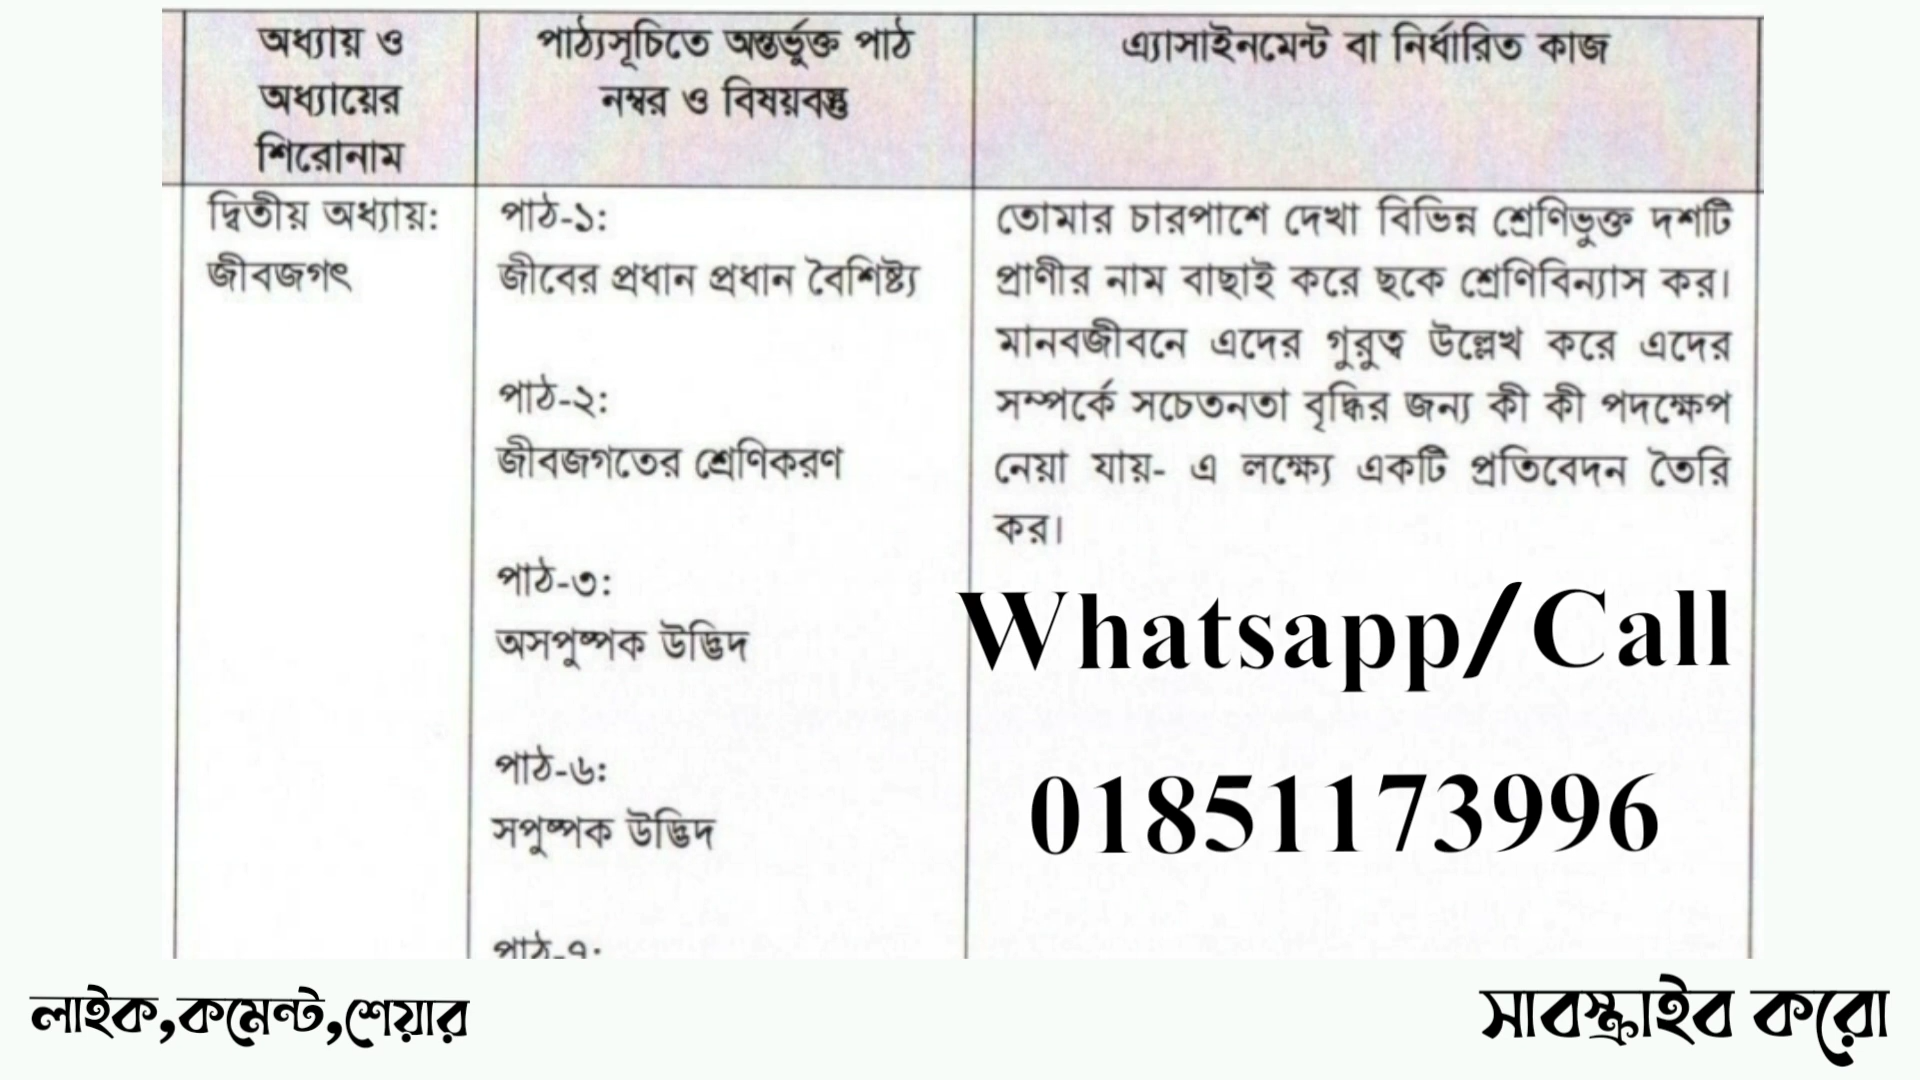 অধ্যায় ও
অধ্যায়ের
শিরোনাম
পাঠ্যসূচিতে অন্তর্ভুক্ত পাঠ
নম্বর ও বিষয়বস্তু
এ্যাসাইনমেন্ট বা নির্ধারিত কাজ
দ্বিতীয় অধ্যায়:
জীবজগৎ
পাঠ-১:
জীবের প্রধান প্রধান বৈশিষ্ট্য
পাঠ-২:
জীবজগতের শ্রেণিকরণ
পাঠ-৩:
অসপুষ্পক উদ্ভিদ
পাঠ-৬:
সপুষ্পক উদ্ভিদ
পাঠ-৭:
তোমার চারপাশে দেখা বিভিন্ন শ্রেণিভুক্ত দশটি
প্রাণীর নাম বাছাই করে ছকে শ্রেণিবিন্যাস কর।
মানবজীবনে এদের গুরুত্ব উল্লেখ করে এদের
সম্পর্কে সচেতনতা বৃদ্ধির জন্য কী কী পদক্ষেপ
নেয়া যায়- এ লক্ষ্যে একটি প্রতিবেদন তৈরি
কর।
Whatsapp/Call
01851173996
লাইক,কমেন্ট,শেয়ার
সাবস্ক্রাইব করো